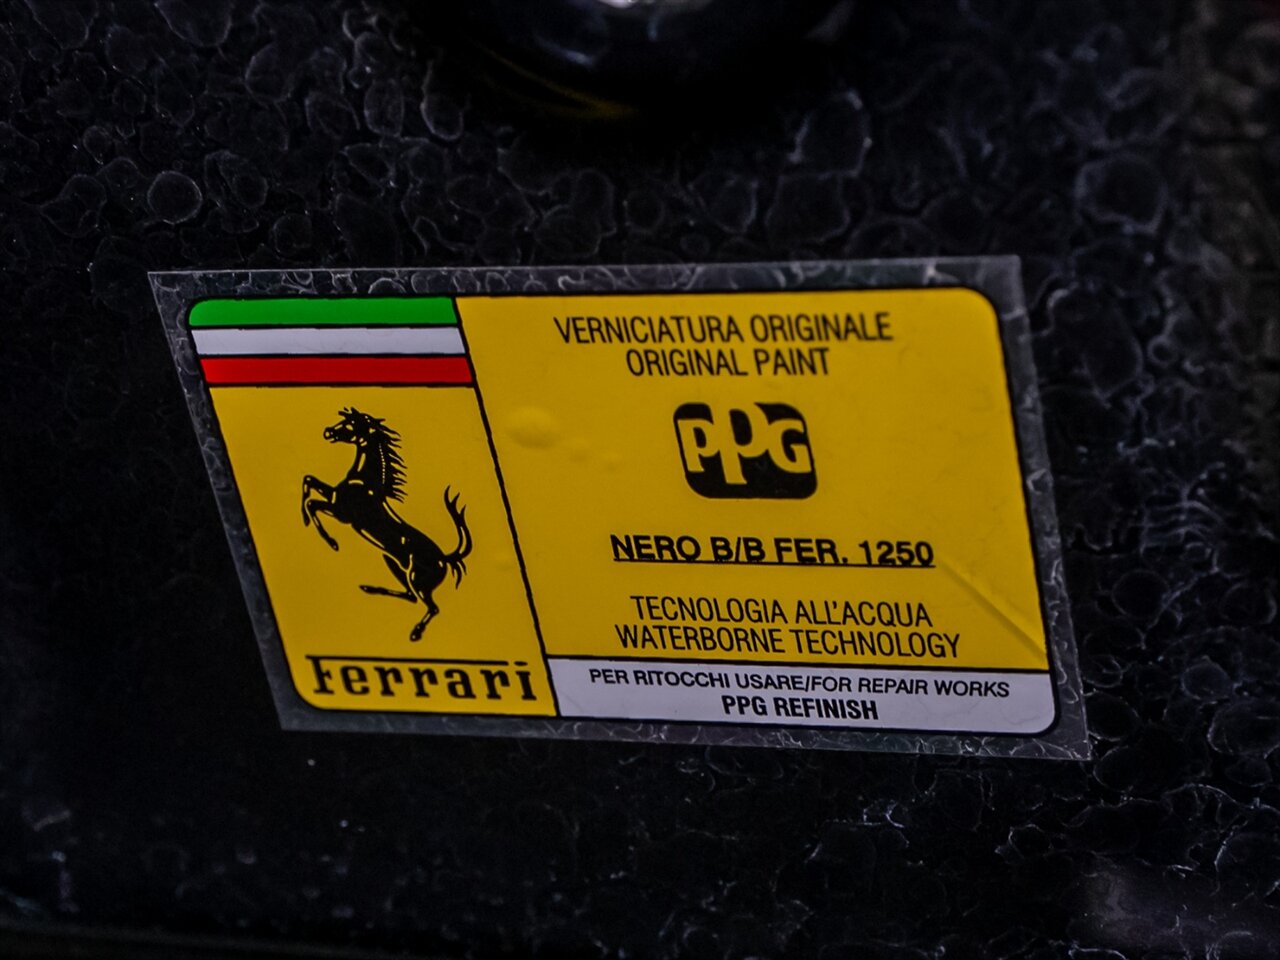 VERNICIATURA ORIGINALE
ORIGINAL PAINT
PPG
NERO B/B FER. 1250
TECNOLOGIA ALL'ACQUA
WATERBORNE TECHNOLOGY
Ferrari
PER RITOCCHI USARE/FOR REPAIR WORKS
PPG REFINISH